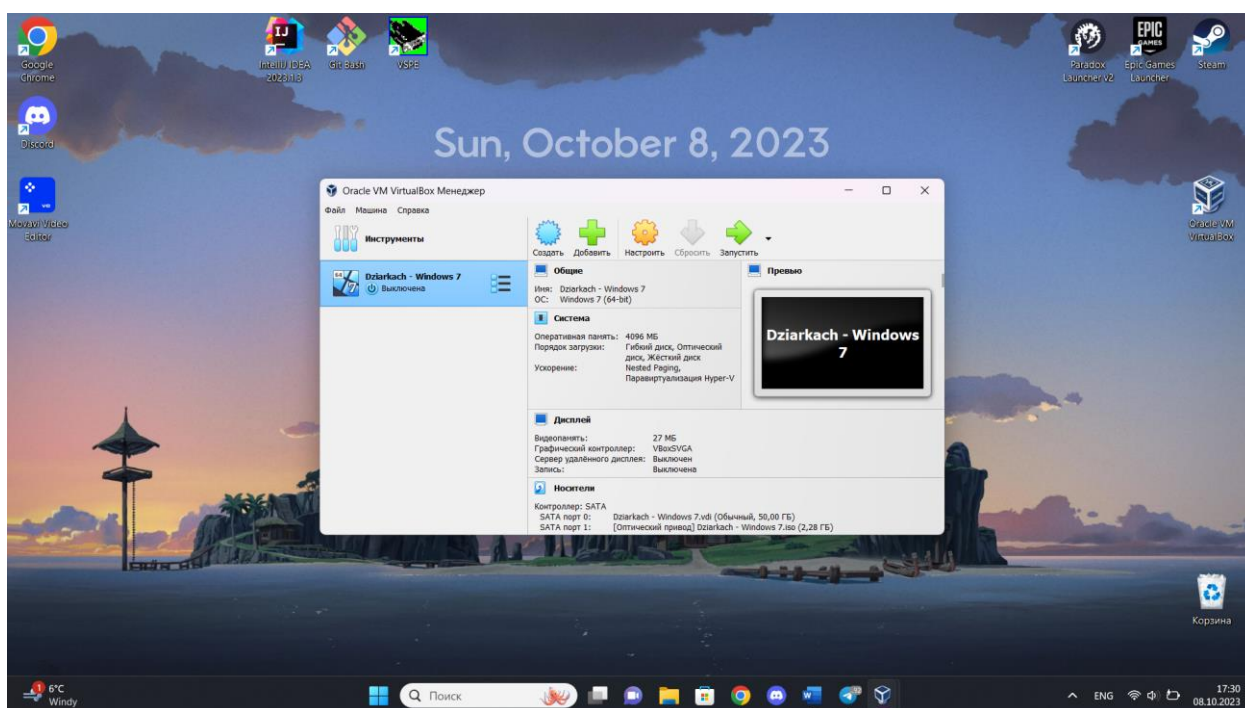 Google
Chrome
IntelliJ IDEA
2023.1.3
Git Bash
VSPE
Paradox
Launcher v2
EPIC
GAMES
Epic Games
Launcher
Steam
Discord
Movavi Video
Editor
Sun, October 8, 2023
Oracle VM VirtualBox Менеджер
Файл Машина Справка
Инструменты
Создать Добавить Настроить Сбросить Запустить
Dziarkach - Windows 7
Выключена
Общие
Имя: Dziarkach - Windows 7
ОС: Windows 7 (64-bit)
Система
Оперативная память: 4096 МБ
Порядок загрузки: Гибкий диск, Оптический
диск, Жёсткий диск
Ускорение: Nested Paging,
Паравиртуализация Hyper-V
Превью
Dziarkach - Windows
7
Дисплей
Видеопамять: 27 МБ
Графический контроллер: VBoxSVGA
Сервер удалённого дисплея: Выключен
Запись: Выключена
Носители
Контроллер: SATA
SATA порт 0: Dziarkach - Windows 7.vdi (Обычный, 50,00 ГБ)
SATA порт 1: [Оптический привод] Dziarkach - Windows 7.iso (2,28 ГБ)
Oracle VM
VirtualBox
Корзина
6°C
Windy
Поиск
ENG
17:30
08.10.2023